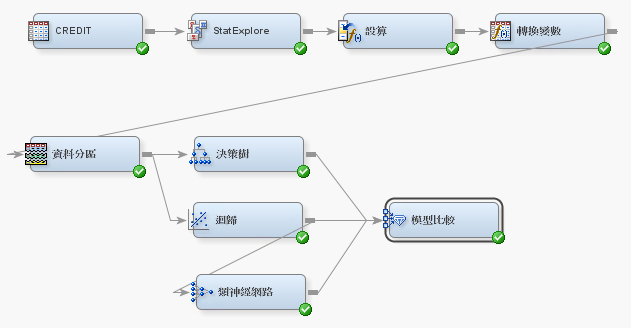 CREDIT
StatExplore
設算
轉換變數
資料分區
決策樹
迴歸
模型比較
類神經網路